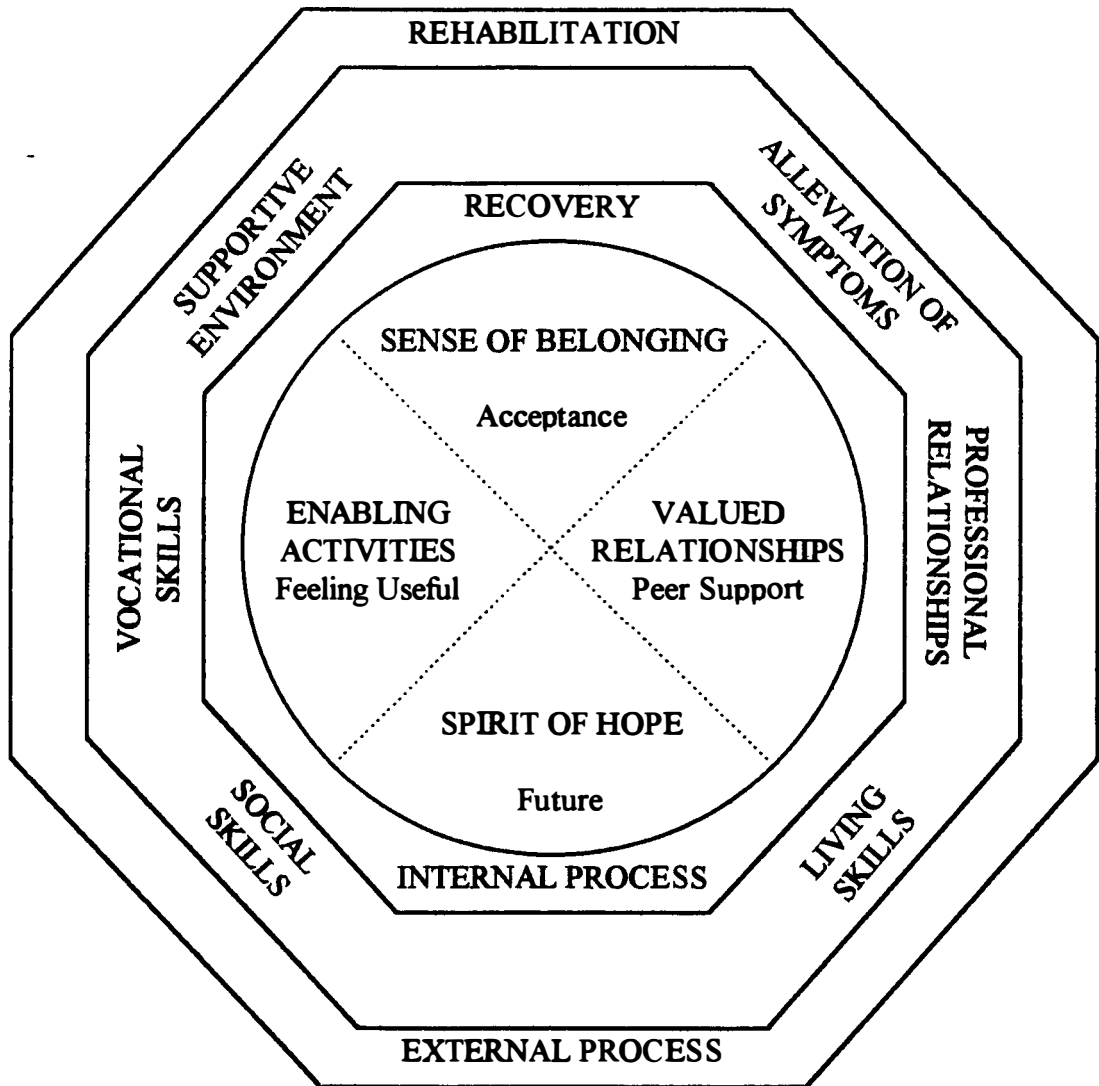 REHABILITATION
SUPPORTIVE
ENVIRONMENT
ALLEVIATION OF
SYMPTOMS
RECOVERY
SENSE OF BELONGING
Acceptance
VOCATIONAL
SKILLS
ENABLING
ACTIVITIES
Feeling Useful
VALUED
RELATIONSHIPS
Peer Support
PROFESSIONAL
RELATIONSHIPS
SPIRIT OF HOPE
Future
SOCIAL
SKILLS
LIVING
SKILLS
INTERNAL PROCESS
EXTERNAL PROCESS